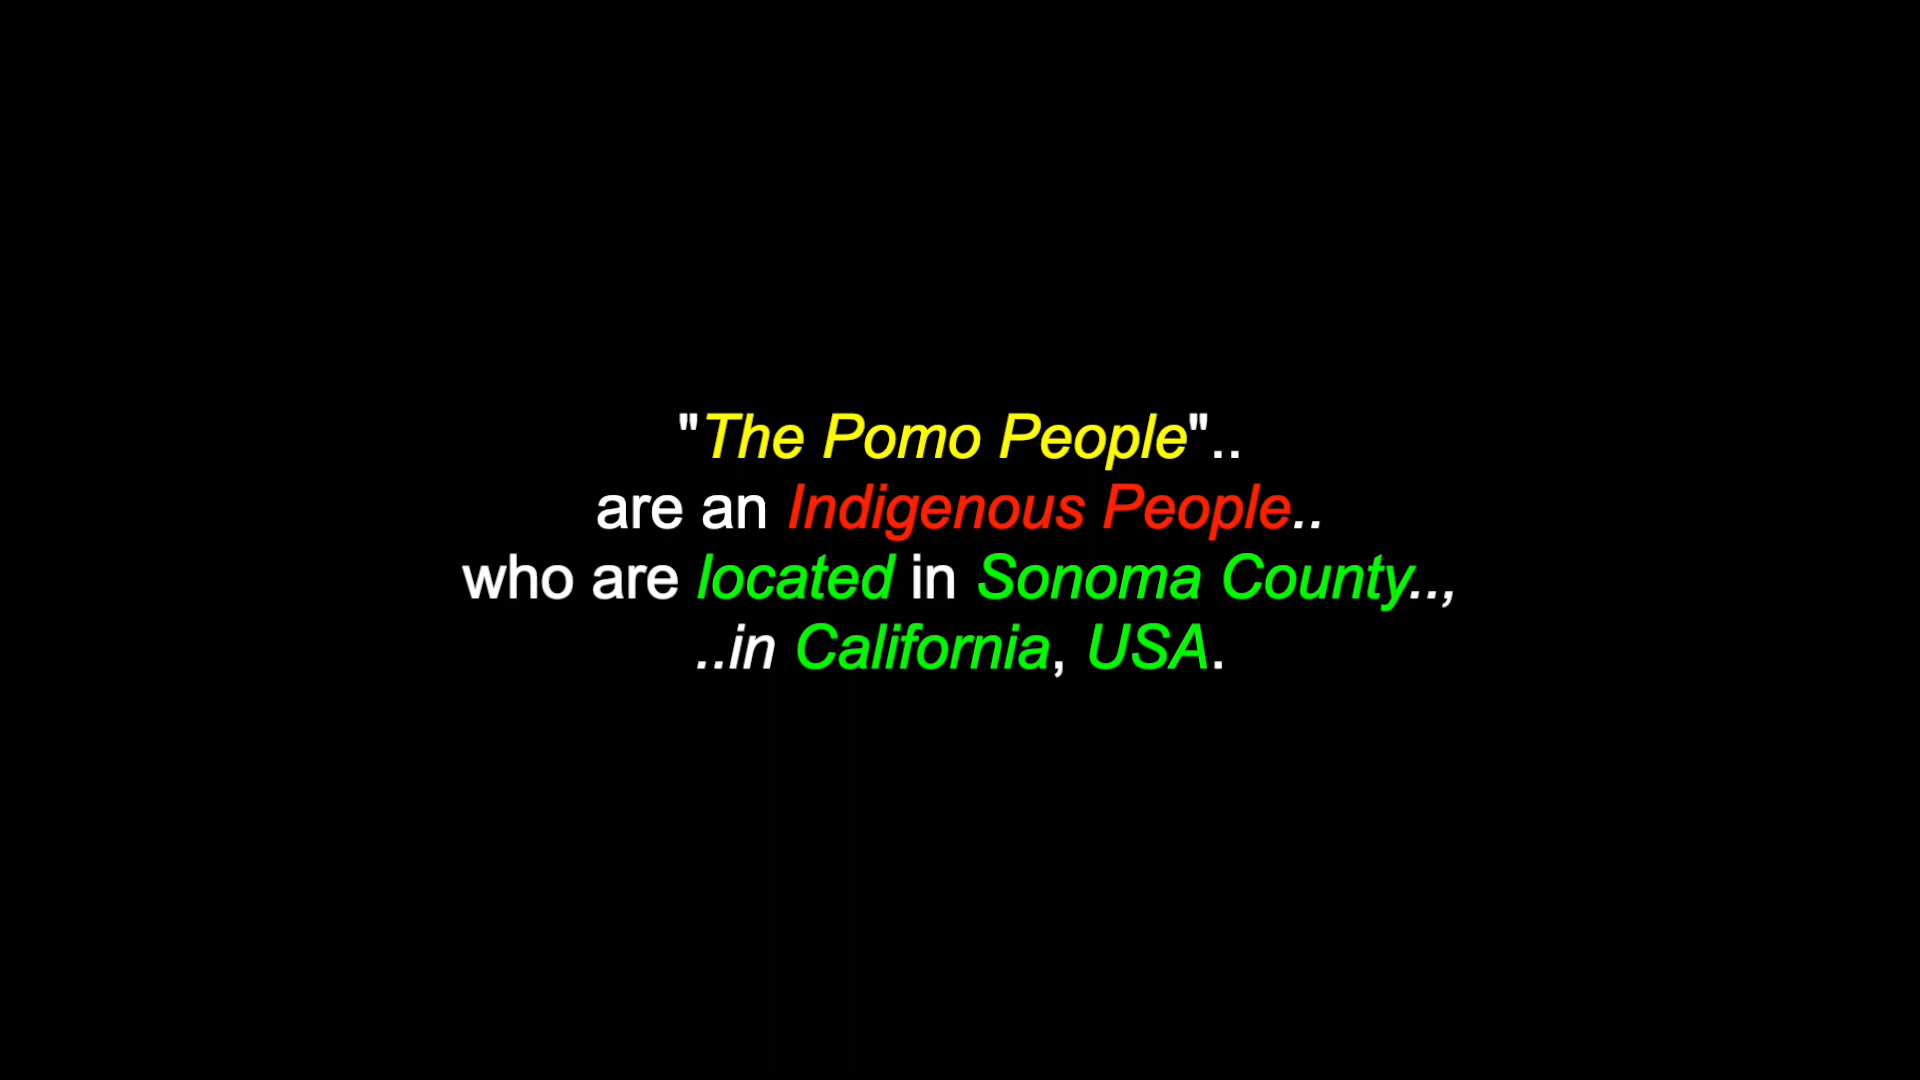 "The Pomo People"..
are an Indigenous People..
who are located in Sonoma County..,
..in California, USA.